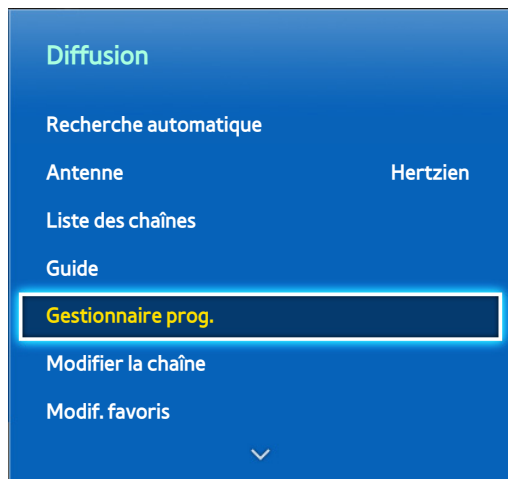 Diffusion
Recherche automatique
Antenne Hertzien
Liste des chaînes
Guide
Gestionnaire prog.
Modifier la chaîne
Modif. favoris